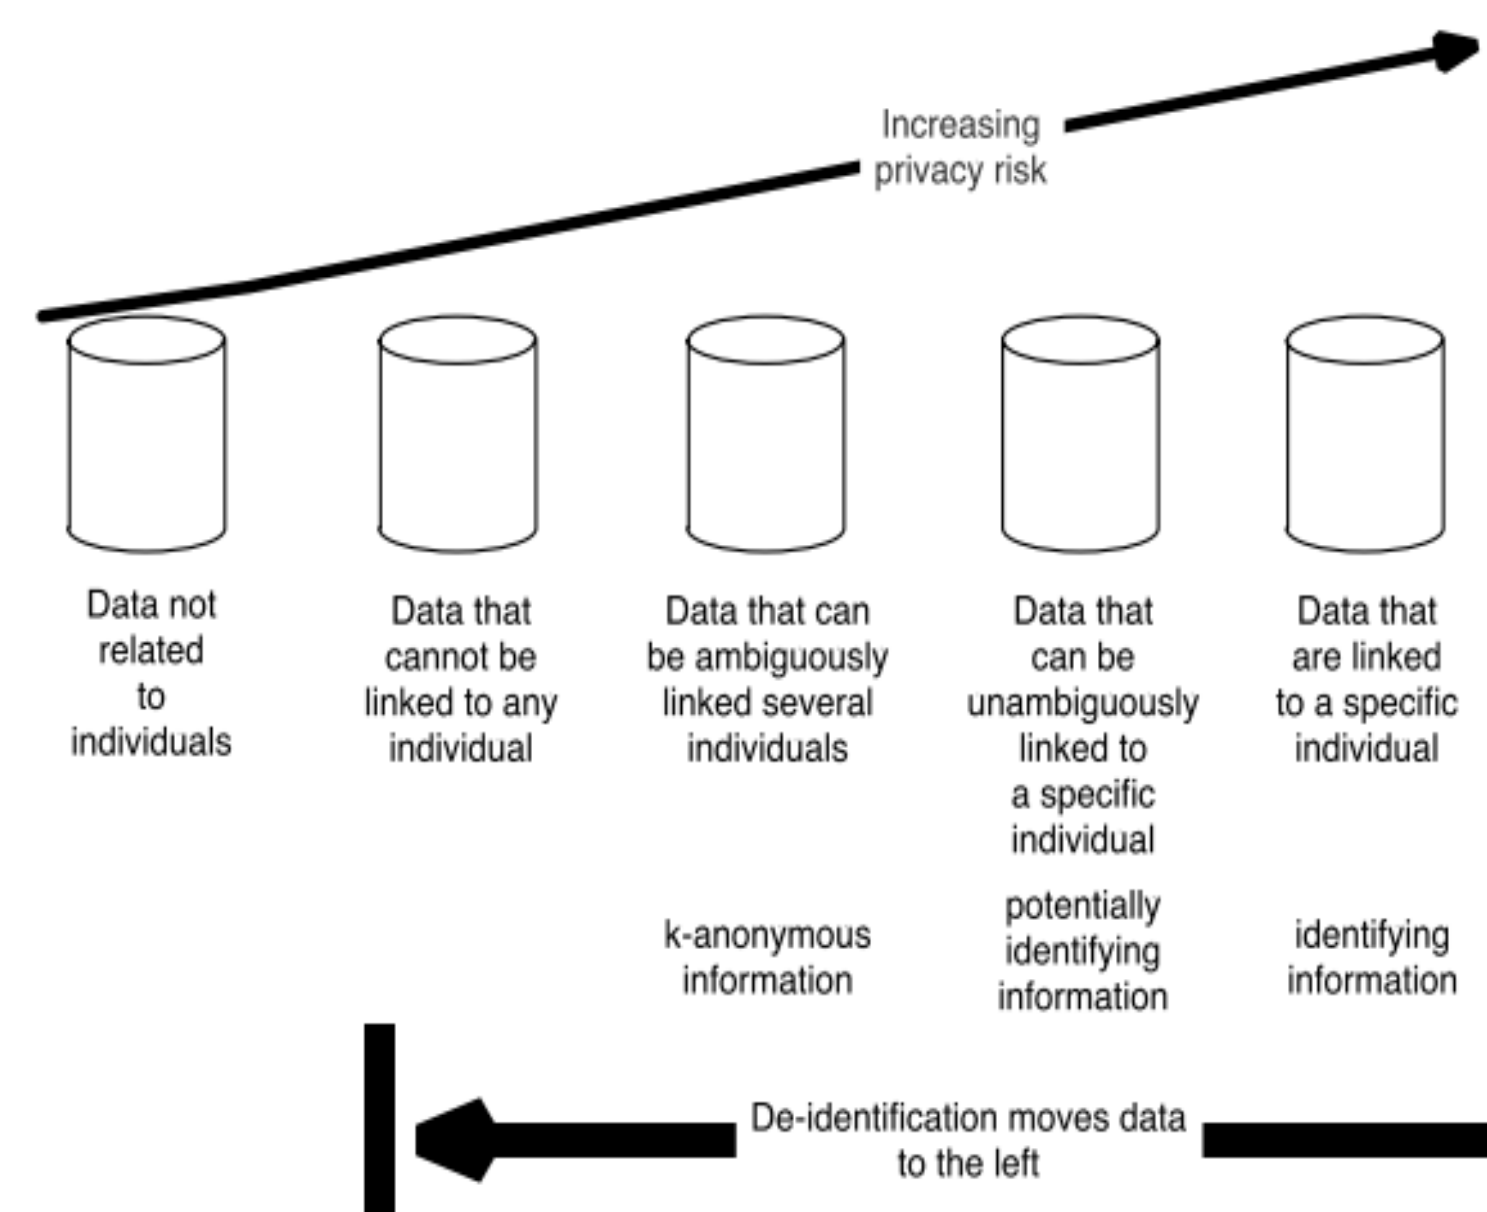 Increasing
privacy risk
Data not
related
to
individuals
Data that
cannot be
linked to any
individual
Data that can
be ambiguously
linked several
individuals
Data that
can be
unambiguously
linked to
a specific
individual
Data that
are linked
to a specific
individual
k-anonymous
information
potentially
identifying
information
identifying
information
De-identification moves data
to the left